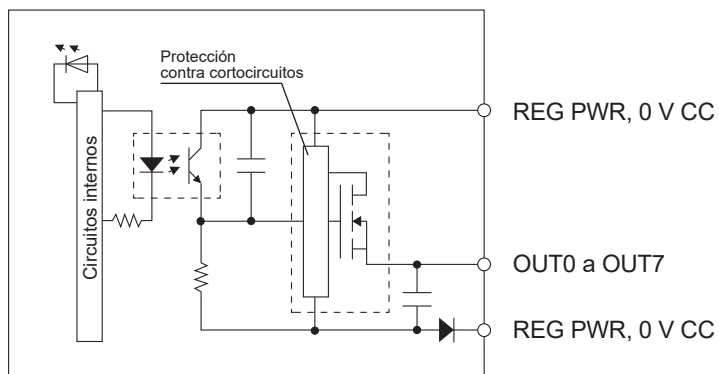 Protección
contra cortocircuitos
REG PWR, 0 V CC
Circuitos internos
OUT0 a OUT7
REG PWR, 0 V CC